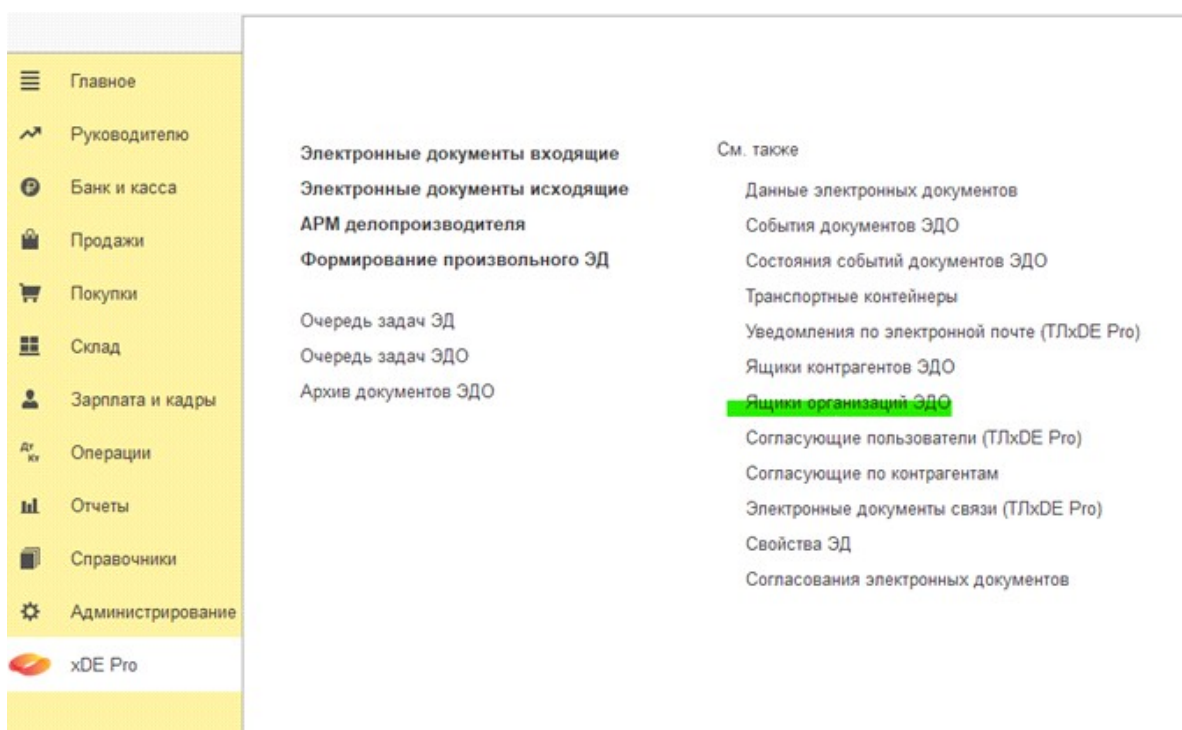 Главное
Руководителю
Банк и касса
Продажи
Покупки
Склад
Зарплата и кадры
Дт Кт
Операции
Отчеты
Справочники
Администрирование
xDE Pro
Электронные документы входящие
Электронные документы исходящие
АРМ делопроизводителя
Формирование произвольного ЭД
Очередь задач ЭД
Очередь задач ЭДО
Архив документов ЭДО
См. также
Данные электронных документов
События документов ЭДО
Состояния событий документов ЭДО
Транспортные контейнеры
Уведомления по электронной почте (ТЛxDE Pro)
Ящики контрагентов ЭДО
Ящики организаций ЭДО
Согласующие пользователи (ТЛxDE Pro)
Согласующие по контрагентам
Электронные документы связи (ТЛxDE Pro)
Свойства ЭД
Согласования электронных документов